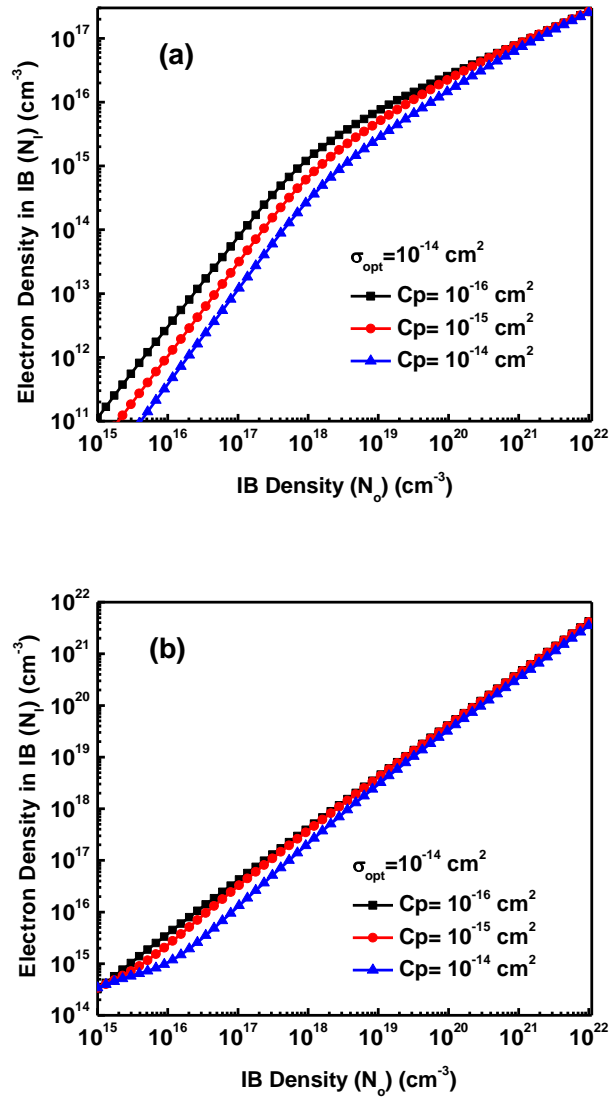 (a)
Electron Density in IB (N_I) (cm^-3)
10^17
10^16
10^15
10^14
10^13
10^12
10^11
σ_opt=10^-14 cm^2
Cp= 10^-16 cm^2
Cp= 10^-15 cm^2
Cp= 10^-14 cm^2
10^15 10^16 10^17 10^18 10^19 10^20 10^21 10^22
IB Density (N_o) (cm^-3)
(b)
Electron Density in IB (N_I) (cm^-3)
10^22
10^21
10^20
10^19
10^18
10^17
10^16
10^15
10^14
σ_opt=10^-14 cm^2
Cp= 10^-16 cm^2
Cp= 10^-15 cm^2
Cp= 10^-14 cm^2
10^15 10^16 10^17 10^18 10^19 10^20 10^21 10^22
IB Density (N_o) (cm^-3)